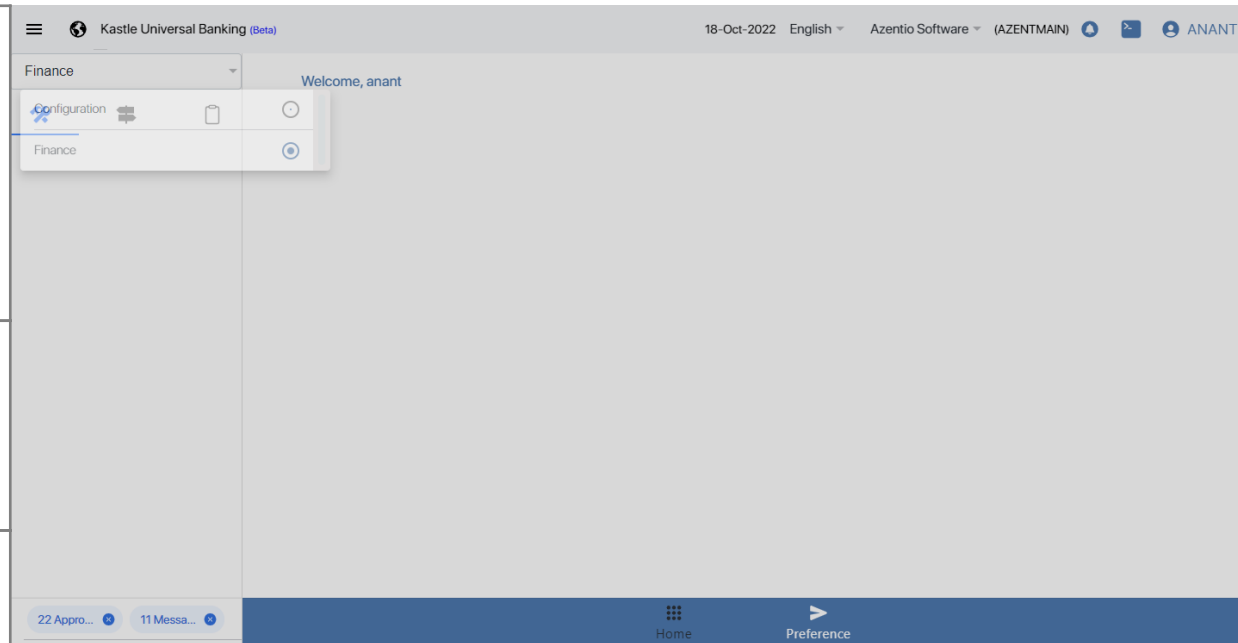 Kastle Universal Banking (Beta) 18-Oct-2022 English Azentio Software (AZENTMAIN) ANANT
Finance
Welcome, anant
Configuration
Finance
22 Appro... 11 Messa...
Home Preference